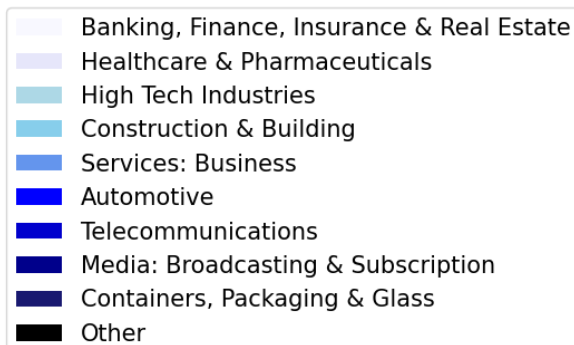 Banking, Finance, Insurance & Real Estate
Healthcare & Pharmaceuticals
High Tech Industries
Construction & Building
Services: Business
Automotive
Telecommunications
Media: Broadcasting & Subscription
Containers, Packaging & Glass
Other